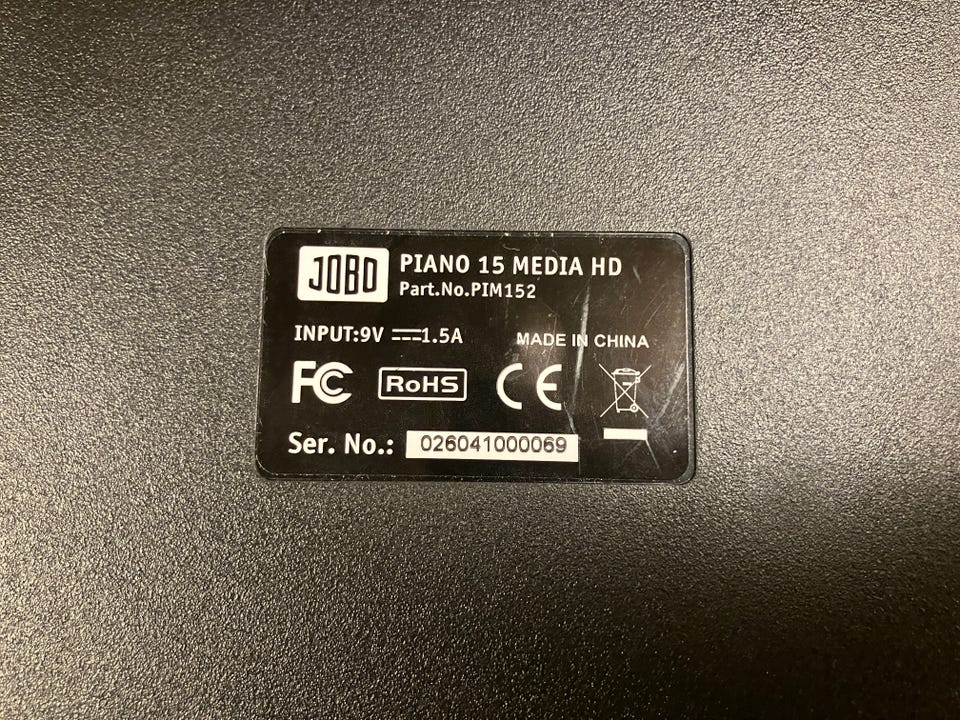 JOBO PIANO 15 MEDIA HD
Part.No.PIM152
INPUT:9V ⎓1.5A MADE IN CHINA
FC RoHS CE
Ser. No.: 026041000069